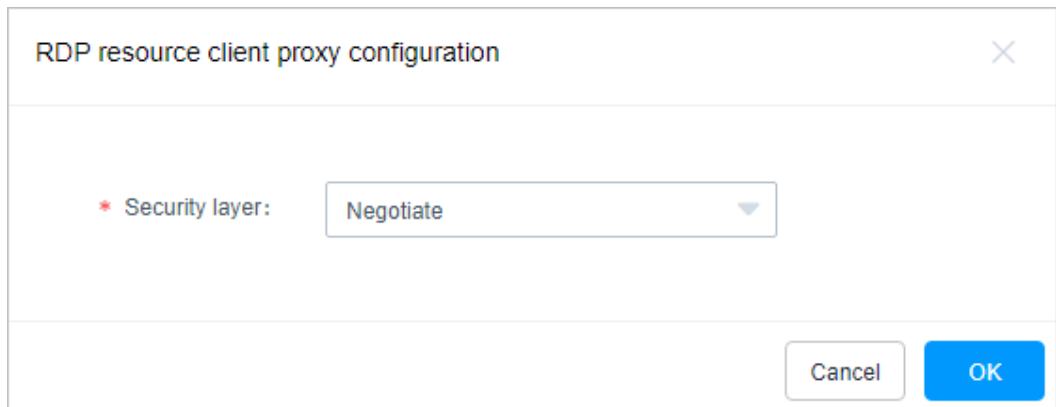 RDP resource client proxy configuration
* Security layer: Negotiate
Cancel OK